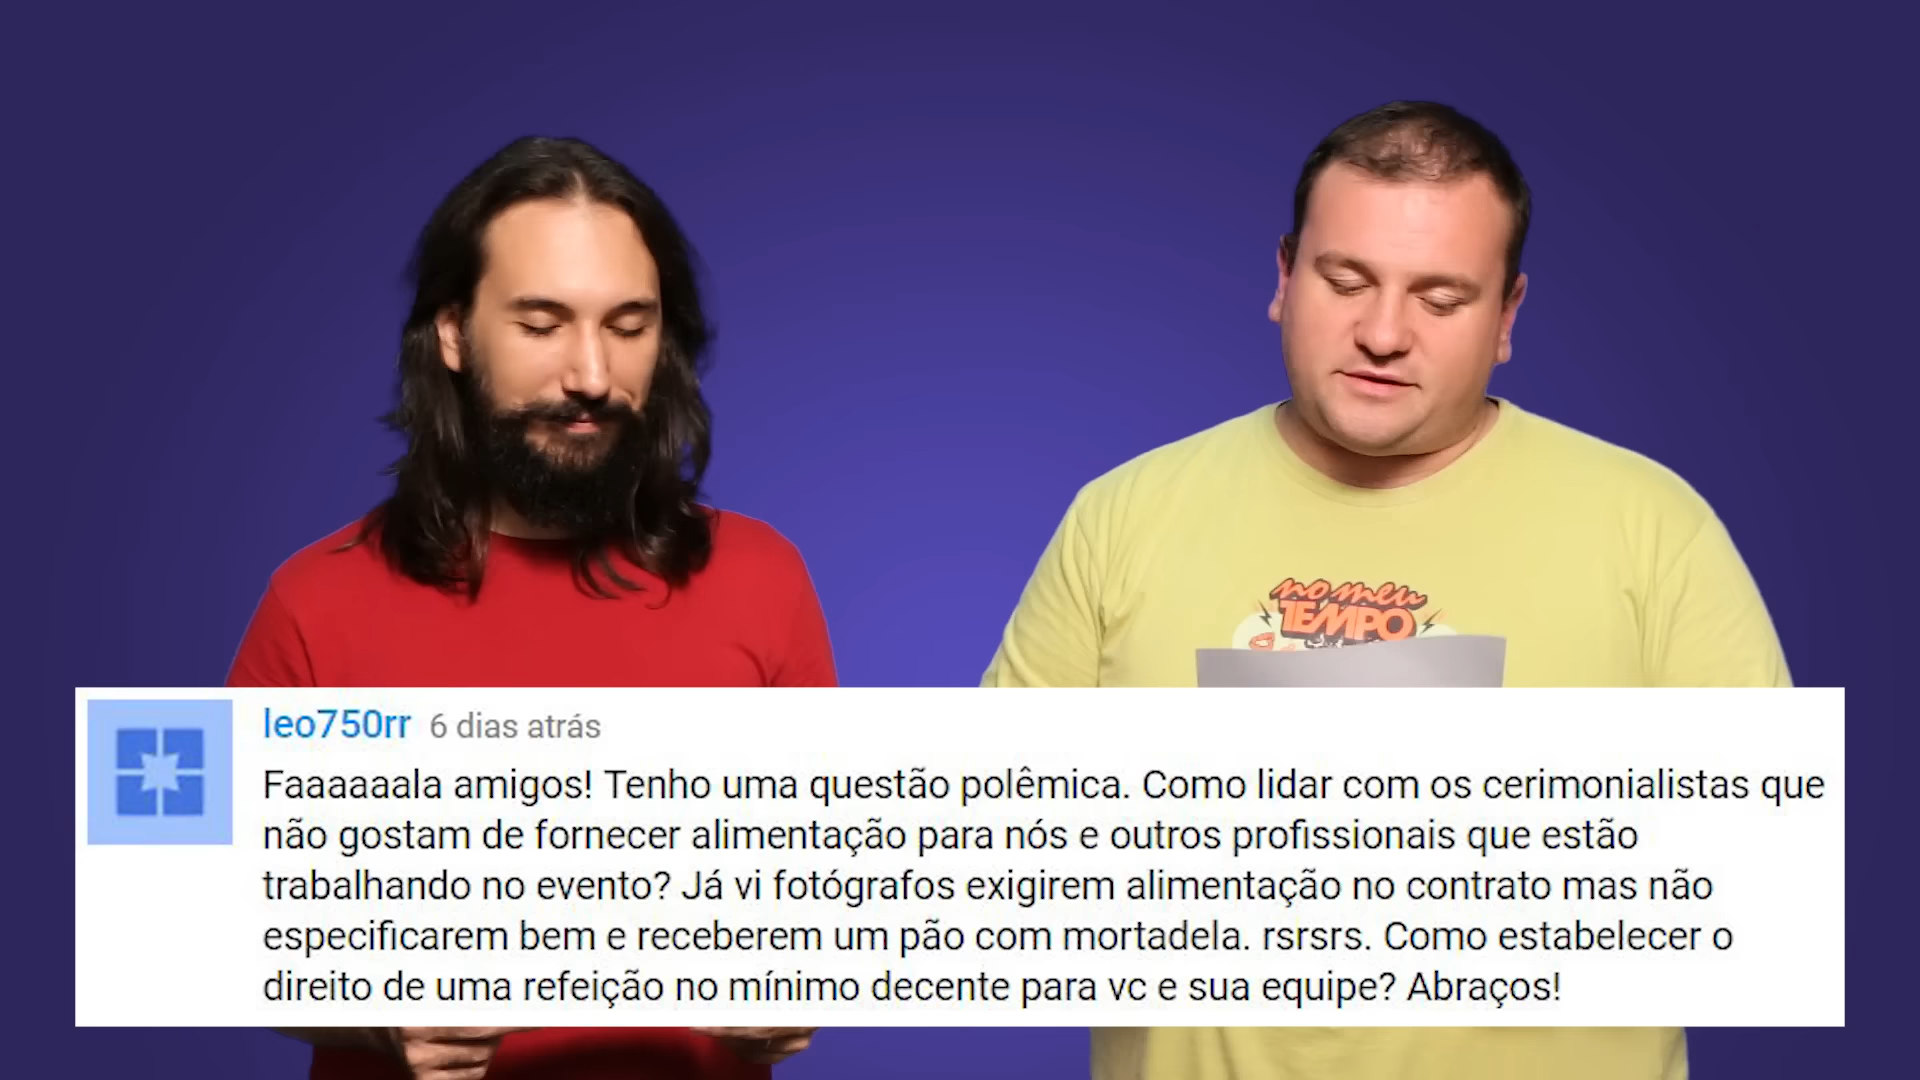 no meu
TEMPO
leo750rr 6 dias atrás
Faaaaaala amigos! Tenho uma questão polêmica. Como lidar com os cerimonialistas que
não gostam de fornecer alimentação para nós e outros profissionais que estão
trabalhando no evento? Já vi fotógrafos exigirem alimentação no contrato mas não
especificarem bem e receberem um pão com mortadela. rsrsrs. Como estabelecer o
direito de uma refeição no mínimo decente para vc e sua equipe? Abraços!